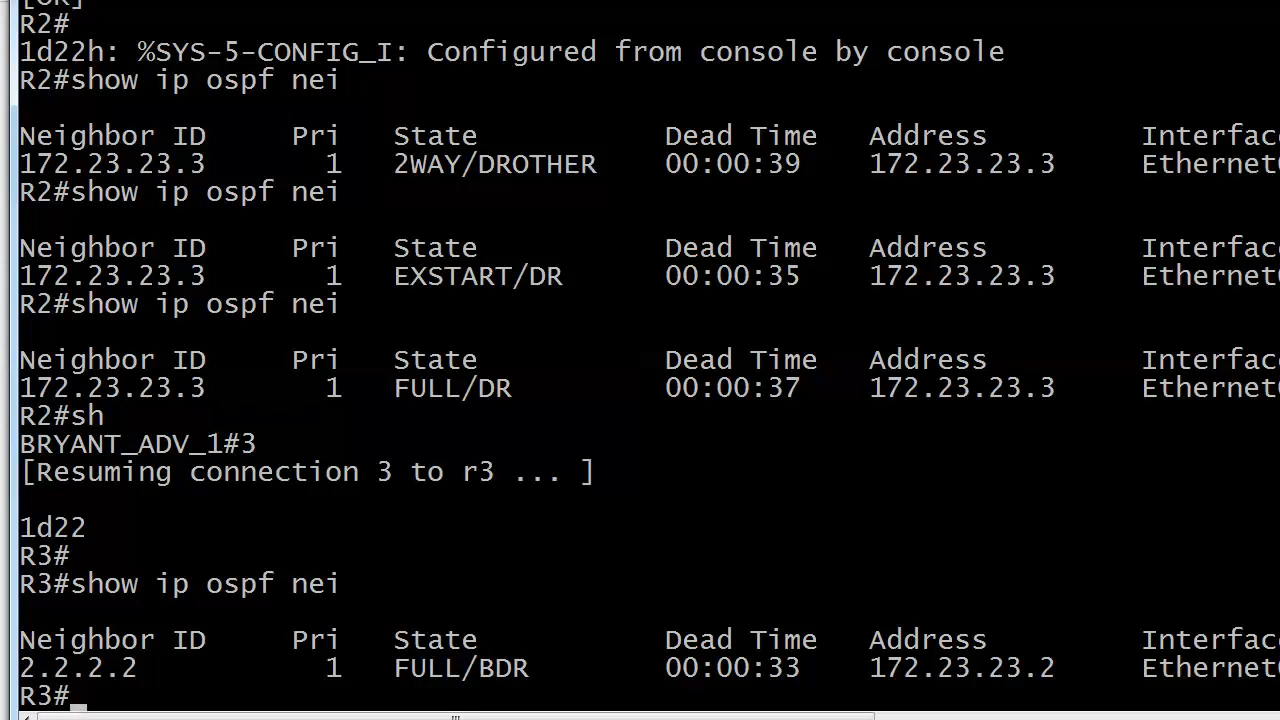 [OK]
R2#
1d22h: %SYS-5-CONFIG_I: Configured from console by console
R2#show ip ospf nei
Neighbor ID Pri State Dead Time Address Interfac
172.23.23.3 1 2WAY/DROTHER 00:00:39 172.23.23.3 Ethernet
R2#show ip ospf nei
Neighbor ID Pri State Dead Time Address Interfac
172.23.23.3 1 EXSTART/DR 00:00:35 172.23.23.3 Ethernet
R2#show ip ospf nei
Neighbor ID Pri State Dead Time Address Interfac
172.23.23.3 1 FULL/DR 00:00:37 172.23.23.3 Ethernet
R2#sh
BRYANT_ADV_1#3
[Resuming connection 3 to r3 ... ]
1d22
R3#
R3#show ip ospf nei
Neighbor ID Pri State Dead Time Address Interfac
2.2.2.2 1 FULL/BDR 00:00:33 172.23.23.2 Ethernet
R3#